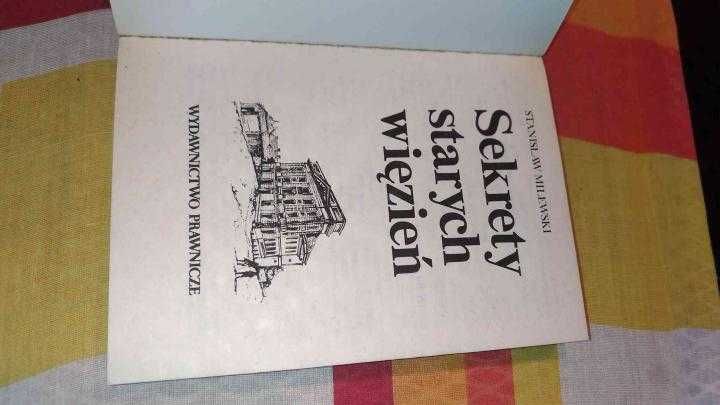 STANISŁAW MILEWSKI
Sekrety
starych
więzień
WYDAWNICTWO PRAWNICZE